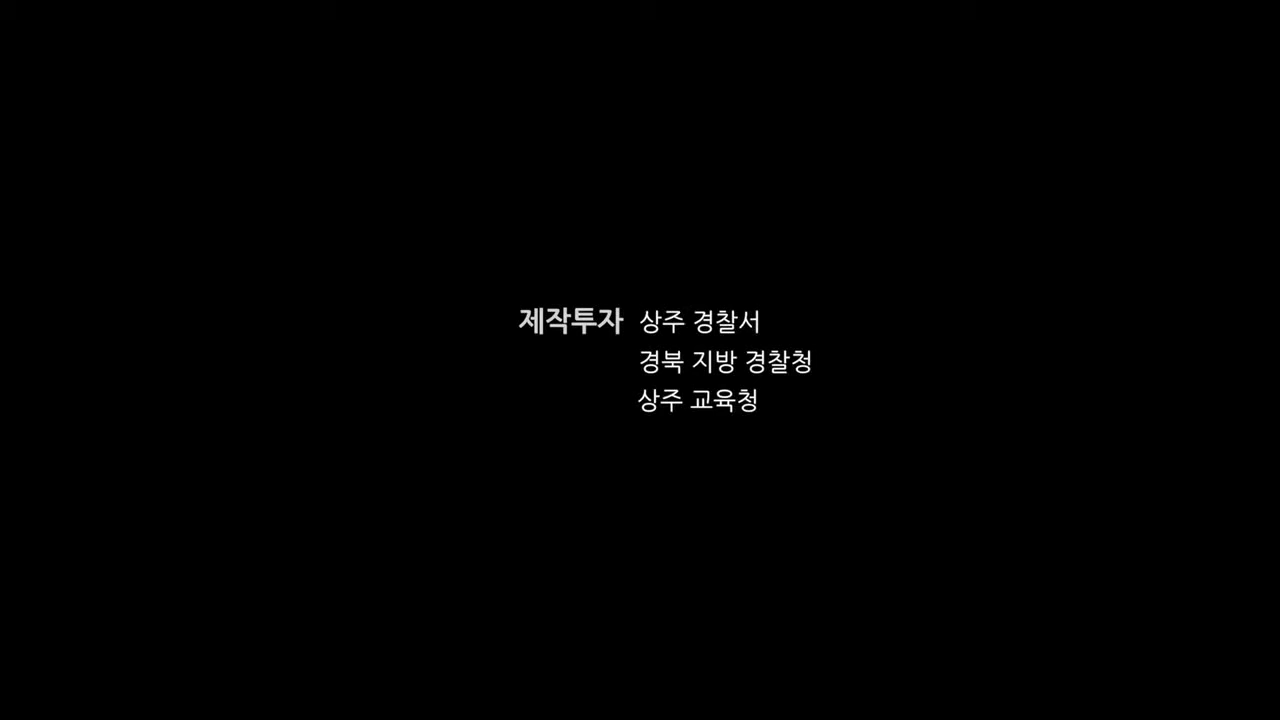 제작투자 상주 경찰서
경북 지방 경찰청
상주 교육청